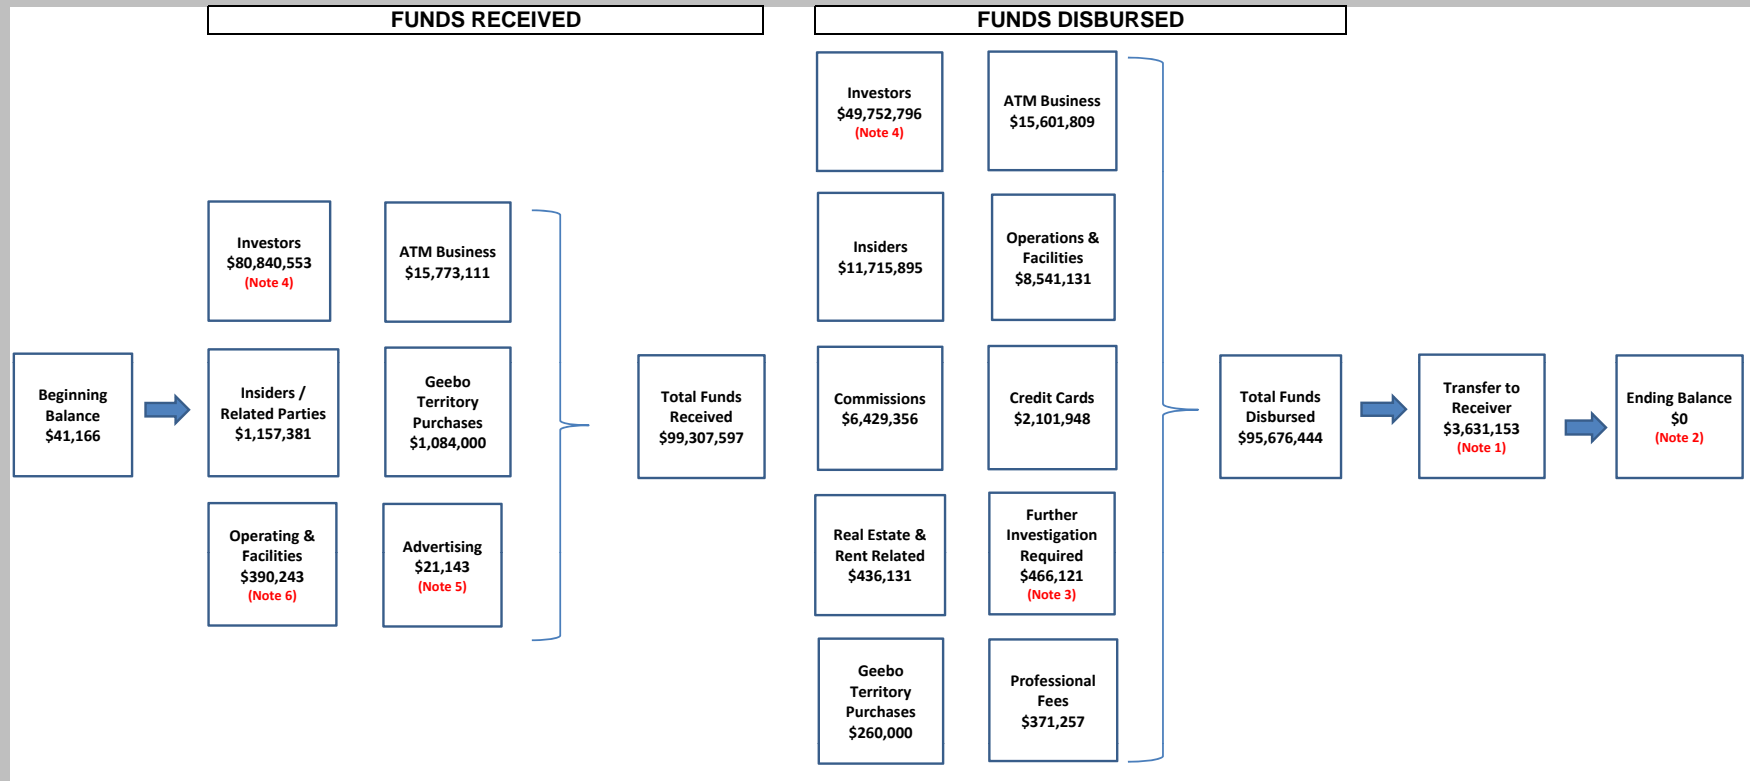 FUNDS RECEIVED
FUNDS DISBURSED
Beginning
Balance
$41,166
Investors
$80,840,553
(Note 4)
ATM Business
$15,773,111
Insiders /
Related Parties
$1,157,381
Geebo
Territory
Purchases
$1,084,000
Operating &
Facilities
$390,243
(Note 6)
Advertising
$21,143
(Note 5)
Total Funds
Received
$99,307,597
Investors
$49,752,796
(Note 4)
ATM Business
$15,601,809
Insiders
$11,715,895
Operations &
Facilities
$8,541,131
Commissions
$6,429,356
Credit Cards
$2,101,948
Real Estate &
Rent Related
$436,131
Further
Investigation
Required
$466,121
(Note 3)
Geebo
Territory
Purchases
$260,000
Professional
Fees
$371,257
Total Funds
Disbursed
$95,676,444
Transfer to
Receiver
$3,631,153
(Note 1)
Ending Balance
$0
(Note 2)